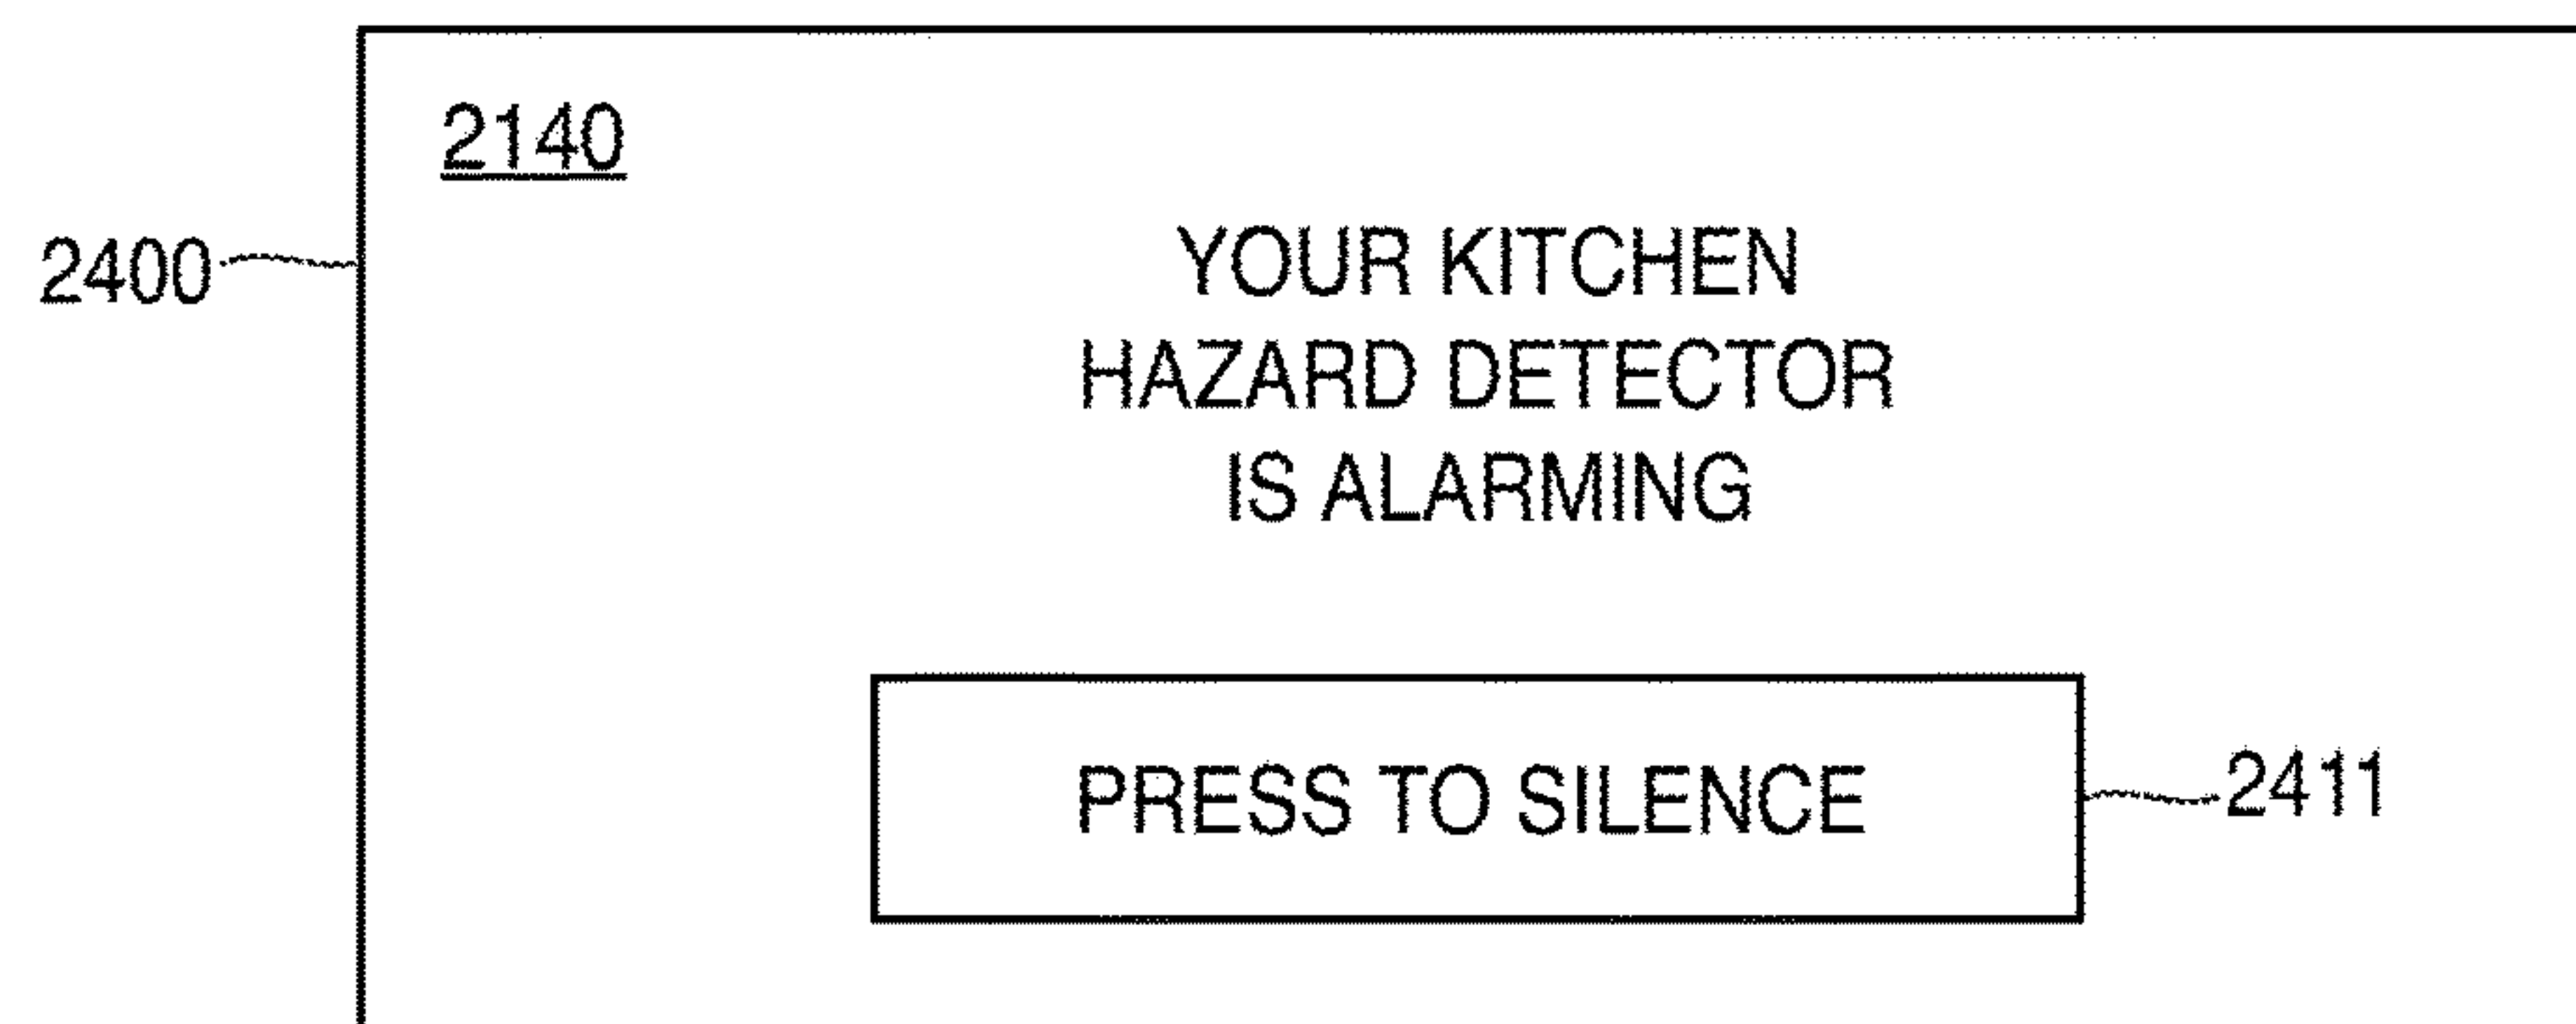 2140
2400
YOUR KITCHEN
HAZARD DETECTOR
IS ALARMING
PRESS TO SILENCE
2411